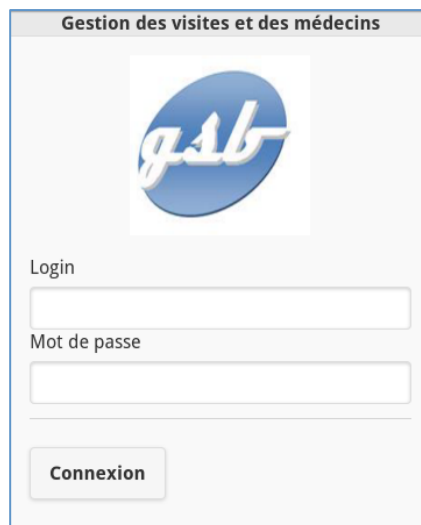 Gestion des visites et des médecins
gsb
Login
Mot de passe
Connexion